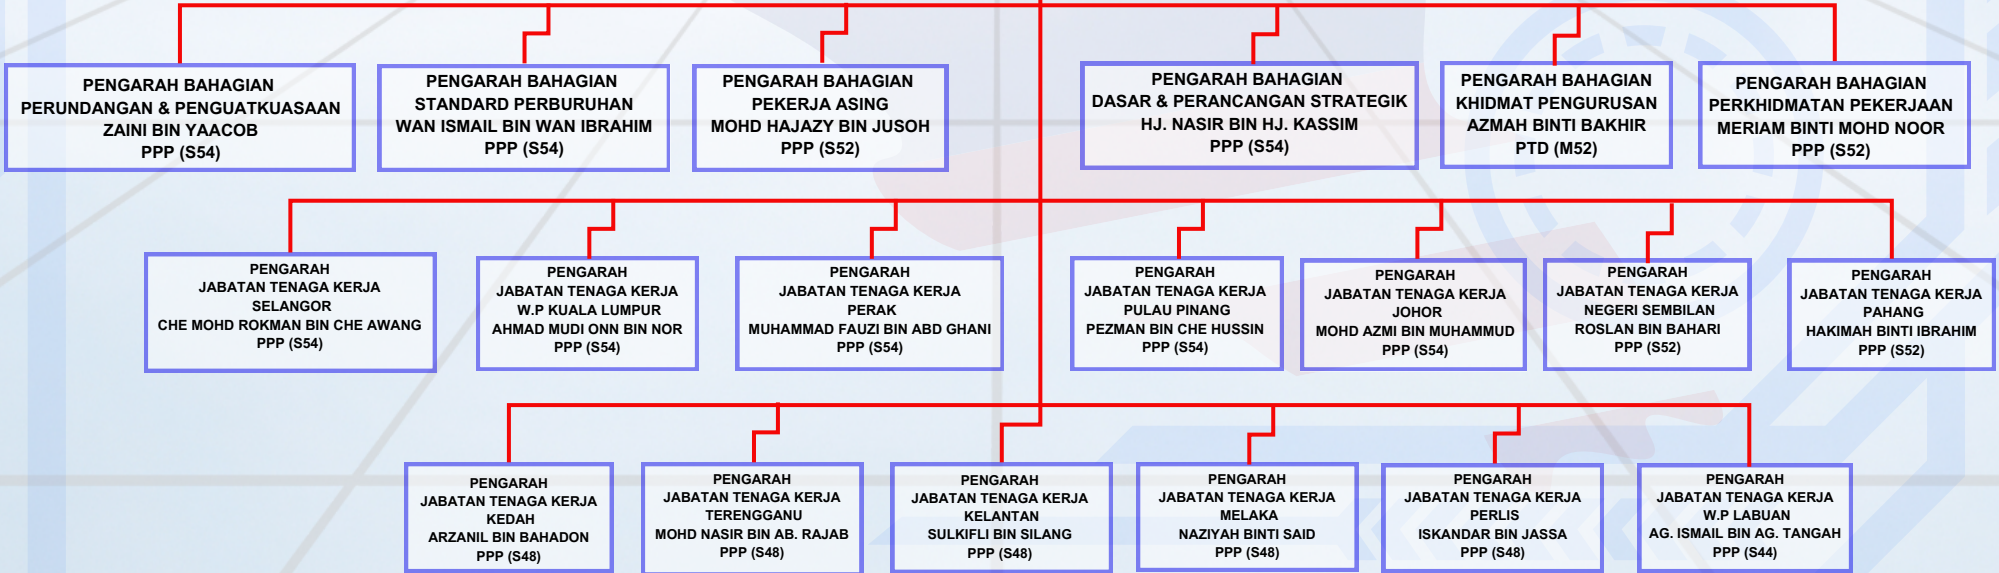 PENGARAH BAHAGIAN
PERUNDANGAN & PENGUATKUASAAN
ZAINI BIN YAACOB
PPP (S54)
PENGARAH BAHAGIAN
STANDARD PERBURUHAN
WAN ISMAIL BIN WAN IBRAHIM
PPP (S54)
PENGARAH BAHAGIAN
PEKERJA ASING
MOHD HAJAZY BIN JUSOH
PPP (S52)
PENGARAH BAHAGIAN
DASAR & PERANCANGAN STRATEGIK
HJ. NASIR BIN HJ. KASSIM
PPP (S54)
PENGARAH BAHAGIAN
KHIDMAT PENGURUSAN
AZMAH BINTI BAKHIR
PTD (M52)
PENGARAH BAHAGIAN
PERKHIDMATAN PEKERJAAN
MERIAM BINTI MOHD NOOR
PPP (S52)
PENGARAH
JABATAN TENAGA KERJA
SELANGOR
CHE MOHD ROKMAN BIN CHE AWANG
PPP (S54)
PENGARAH
JABATAN TENAGA KERJA
W.P KUALA LUMPUR
AHMAD MUDI ONN BIN NOR
PPP (S54)
PENGARAH
JABATAN TENAGA KERJA
PERAK
MUHAMMAD FAUZI BIN ABD GHANI
PPP (S54)
PENGARAH
JABATAN TENAGA KERJA
PULAU PINANG
PEZMAN BIN CHE HUSSIN
PPP (S54)
PENGARAH
JABATAN TENAGA KERJA
JOHOR
MOHD AZMI BIN MUHAMMUD
PPP (S54)
PENGARAH
JABATAN TENAGA KERJA
NEGERI SEMBILAN
ROSLAN BIN BAHARI
PPP (S52)
PENGARAH
JABATAN TENAGA KERJA
PAHANG
HAKIMAH BINTI IBRAHIM
PPP (S52)
PENGARAH
JABATAN TENAGA KERJA
KEDAH
ARZANIL BIN BAHADON
PPP (S48)
PENGARAH
JABATAN TENAGA KERJA
TERENGGANU
MOHD NASIR BIN AB. RAJAB
PPP (S48)
PENGARAH
JABATAN TENAGA KERJA
KELANTAN
SULKIFLI BIN SILANG
PPP (S48)
PENGARAH
JABATAN TENAGA KERJA
MELAKA
NAZIYAH BINTI SAID
PPP (S48)
PENGARAH
JABATAN TENAGA KERJA
PERLIS
ISKANDAR BIN JASSA
PPP (S48)
PENGARAH
JABATAN TENAGA KERJA
W.P LABUAN
AG. ISMAIL BIN AG. TANGAH
PPP (S44)